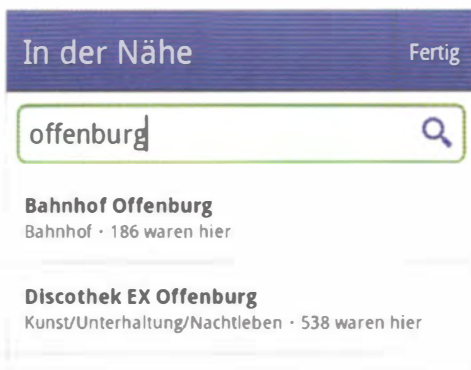 In der Nähe Fertig
offenburg
Bahnhof Offenburg
Bahnhof · 186 waren hier
Discothek EX Offenburg
Kunst/Unterhaltung/Nachtleben · 538 waren hier